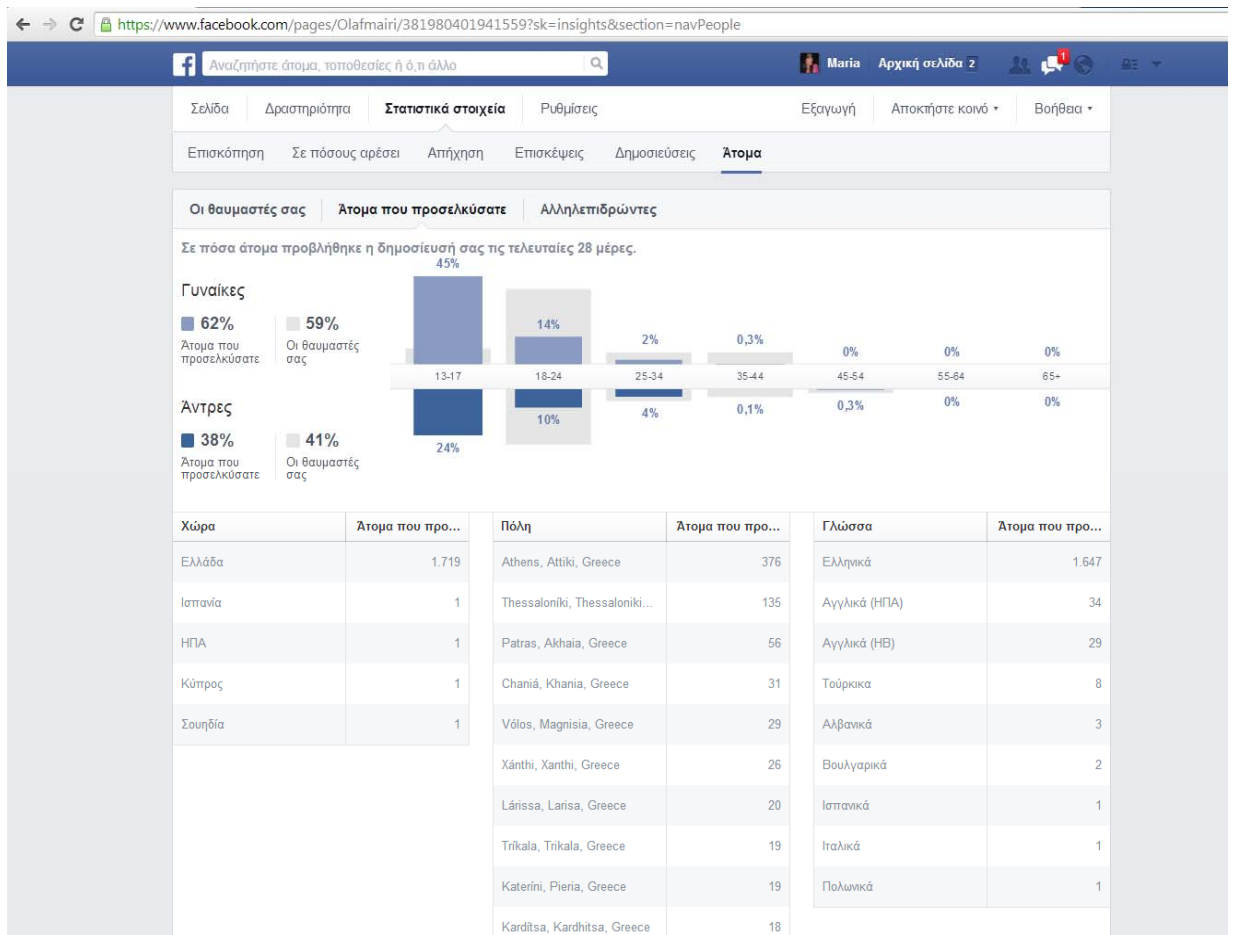 https://www.facebook.com/pages/Olafmairi/381980401941559?sk=insights&section=navPeople
f Αναζητήστε άτομα, τοποθεσίες ή ό,τι άλλο Maria Αρχική σελίδα 2 1
Σελίδα Δραστηριότητα Στατιστικά στοιχεία Ρυθμίσεις Εξαγωγή Αποκτήστε κοινό Βοήθεια
Επισκόπηση Σε πόσους αρέσει Απήχηση Επισκέψεις Δημοσιεύσεις Άτομα
Οι θαυμαστές σας Άτομα που προσελκύσατε Αλληλεπιδρώντες
Σε πόσα άτομα προβλήθηκε η δημοσίευσή σας τις τελευταίες 28 μέρες.
45%
Γυναίκες
62% 59% 14%
Άτομα που Οι θαυμαστές 2% 0,3%
προσελκύσατε σας 0% 0% 0%
13-17 18-24 25-34 35-44 45-54 55-64 65+
Άντρες 10% 4% 0,1% 0,3% 0% 0%
38% 41% 24%
Άτομα που Οι θαυμαστές
προσελκύσατε σας
Χώρα Άτομα που προ... Πόλη Άτομα που προ... Γλώσσα Άτομα που προ...
Ελλάδα 1.719 Athens, Attiki, Greece 376 Ελληνικά 1.647
Ισπανία 1 Thessaloníki, Thessaloniki... 135 Αγγλικά (ΗΠΑ) 34
ΗΠΑ 1 Patras, Akhaia, Greece 56 Αγγλικά (ΗΒ) 29
Κύπρος 1 Chaniá, Khania, Greece 31 Τούρκικα 8
Σουηδία 1 Vólos, Magnisia, Greece 29 Αλβανικά 3
Xánthi, Xanthi, Greece 26 Βουλγαρικά 2
Lárissa, Larisa, Greece 20 Ισπανικά 1
Tríkala, Trikala, Greece 19 Ιταλικά 1
Kateríni, Pieria, Greece 19 Πολωνικά 1
Kardítsa, Kardhitsa, Greece 18